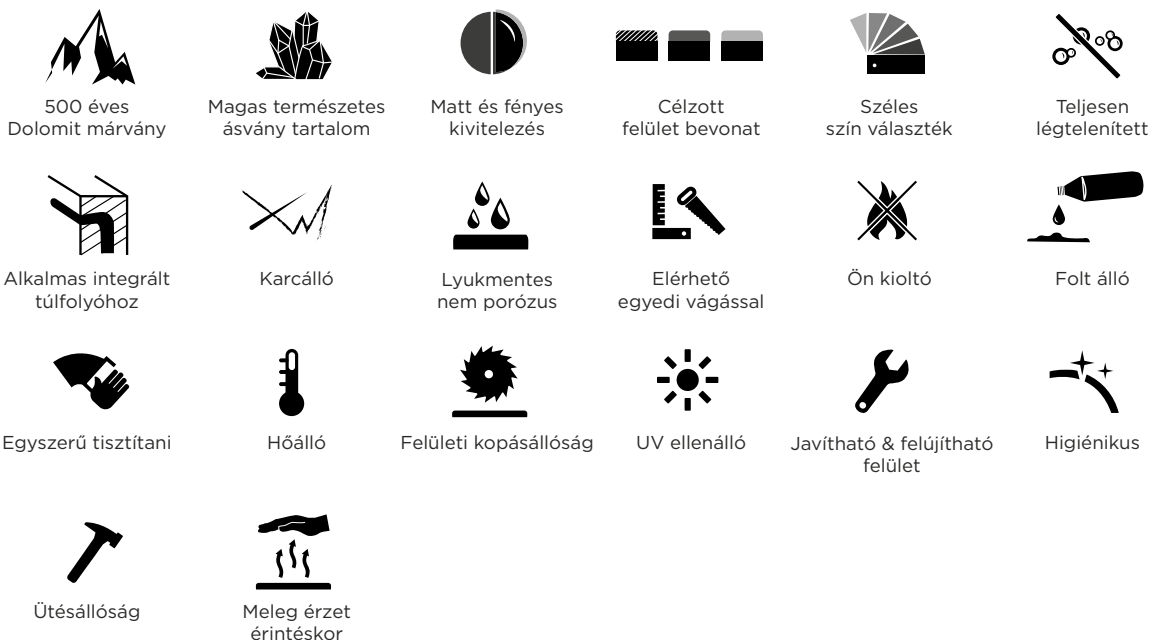 500 éves
Dolomit márvány
Magas természetes
ásvány tartalom
Matt és fényes
kivitelezés
Célzott
felület bevonat
Széles
szín választék
Teljesen
légtelenített
Alkalmas integrált
túlfolyóhoz
Karcálló
Lyukmentes
nem porózus
Elérhető
egyedi vágással
Ön kioltó
Folt álló
Egyszerű tisztítani
Hőálló
Felületi kopásállóság
UV ellenálló
Javítható & felújítható
felület
Higiénikus
Ütésállóság
Meleg érzet
érintéskor